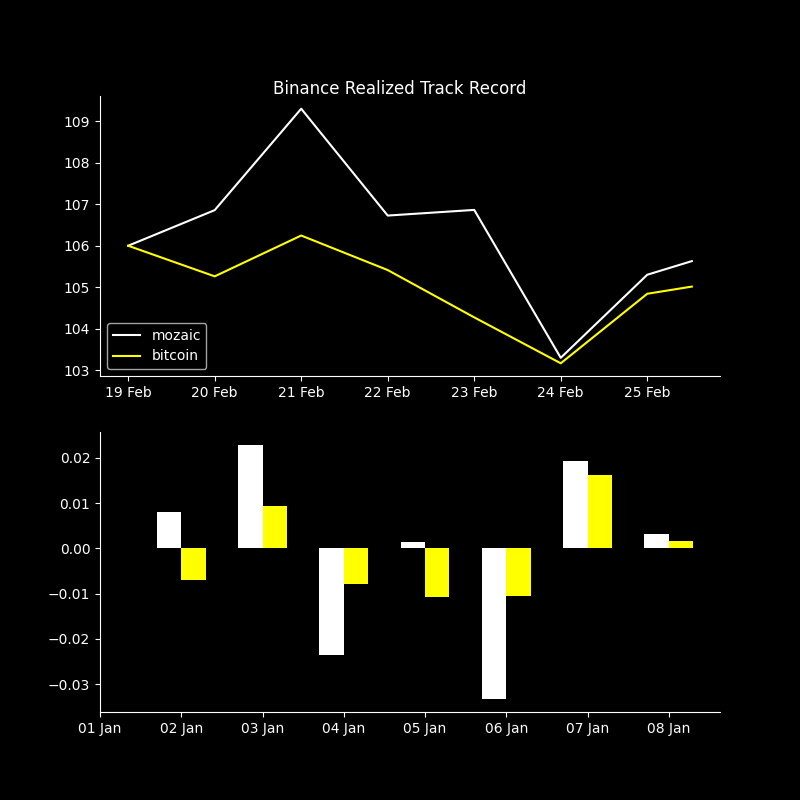 Binance Realized Track Record
109
108
107
106
105
104
103
mozaic
bitcoin
19 Feb 20 Feb 21 Feb 22 Feb 23 Feb 24 Feb 25 Feb
0.02
0.01
0.00
−0.01
−0.02
−0.03
01 Jan 02 Jan 03 Jan 04 Jan 05 Jan 06 Jan 07 Jan 08 Jan